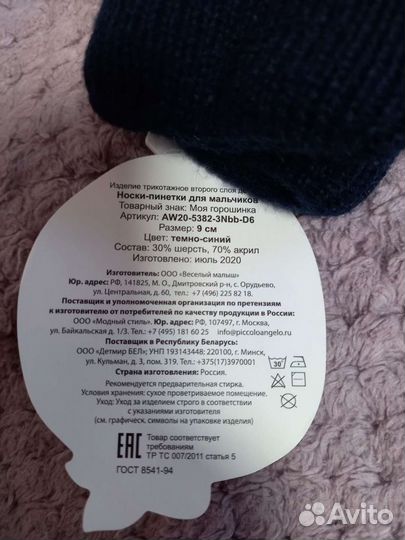 Изделие трикотажное второго слоя
Носки-пинетки для мальчиков
Товарный знак: Моя горошинка
Артикул: AW20-5382-3Nbb-D6
Размер: 9 см
Цвет: темно-синий
Состав: 30% шерсть, 70% акрил
Изготовлено: июль 2020
Изготовитель: ООО «Веселый малыш»
Юр. адрес: РФ, 141825, М. О., Дмитровский р-н, с. Орудьево,
ул. Центральная, д. 60, тел.: +7 (496) 225 82 18.
Поставщик и уполномоченная организация по претензиям
к изготовителю от потребителей по качеству продукции в России:
ООО «Модный стиль». Юр. адрес: РФ, 107497, г. Москва,
ул. Байкальская д. 1/3. Тел.: +7 495 181 60 25 info@piccoloangelo.ru
Поставщик в Республику Беларусь:
ООО «Детмир БЕЛ»; УНП 193143448; 220100, г. Минск,
ул. Кульман, д. 3, пом. 319. Тел.: +375(17)3970001
Страна изготовления: Россия.
Рекомендуется предварительная стирка.
Условия хранения: сухое проветриваемое помещение.
Уход: Уход за изделием строго в соответствии
с указаниями изготовителя
(см. графическ. символы на упаковке изделия)
30°
EAC
Товар соответствует
требованиям
ТР ТС 007/2011 статья 5
ГОСТ 8541-94
Avito